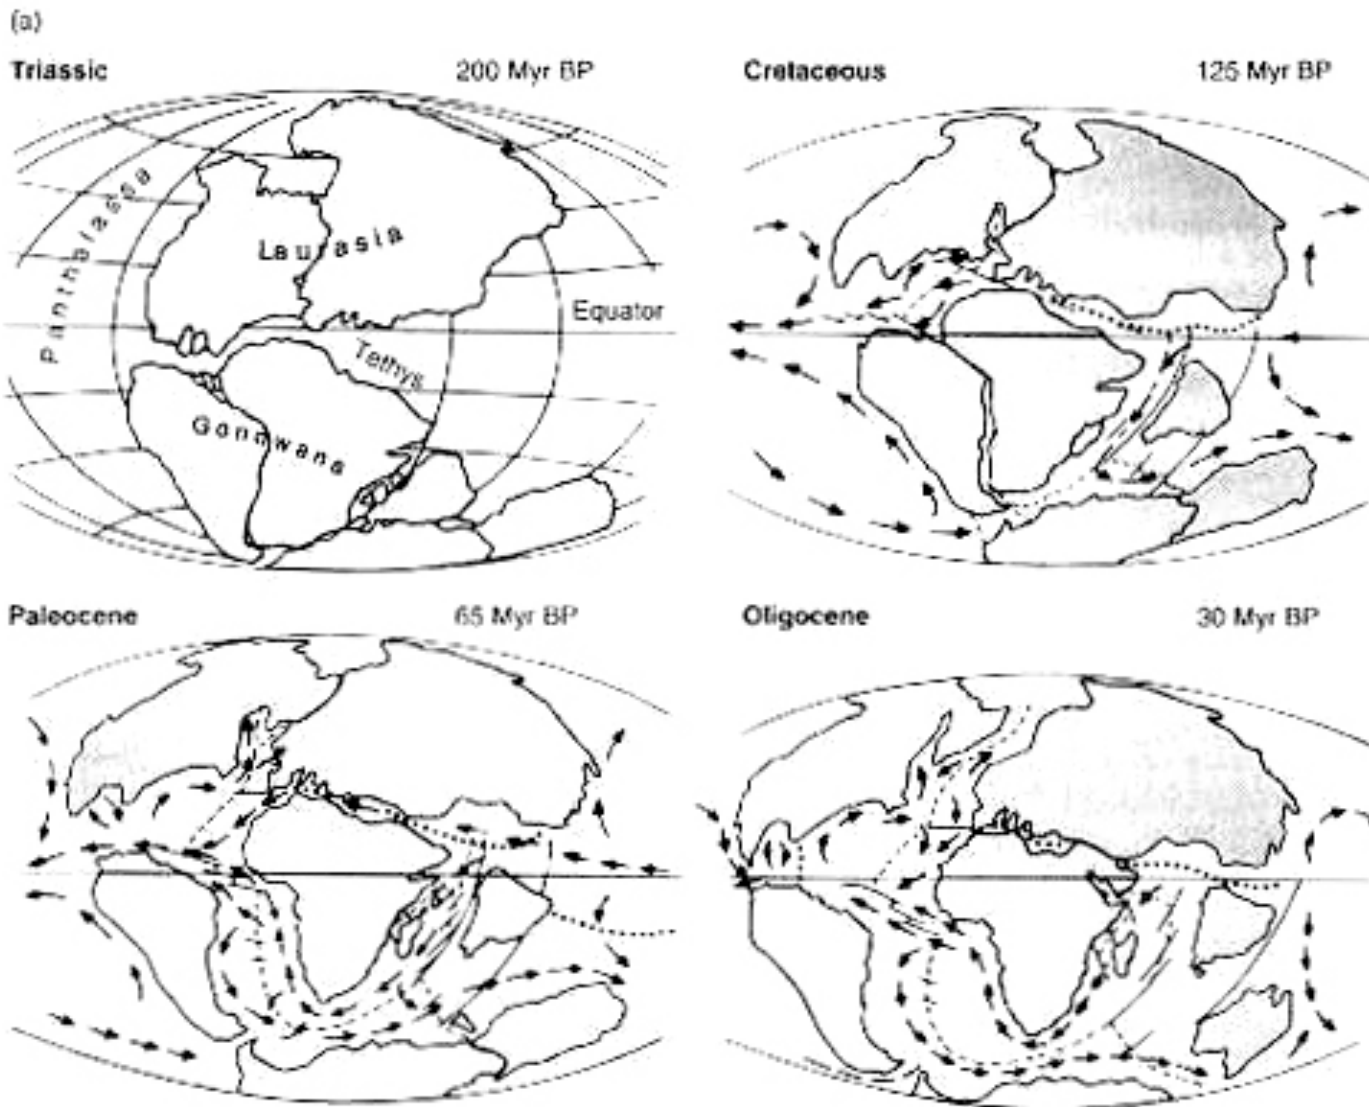 (a)
Triassic 200 Myr BP
Cretaceous 125 Myr BP
Panthalassa
Laurasia
Equator
Tethys
Gondwana
Paleocene 65 Myr BP
Oligocene 30 Myr BP